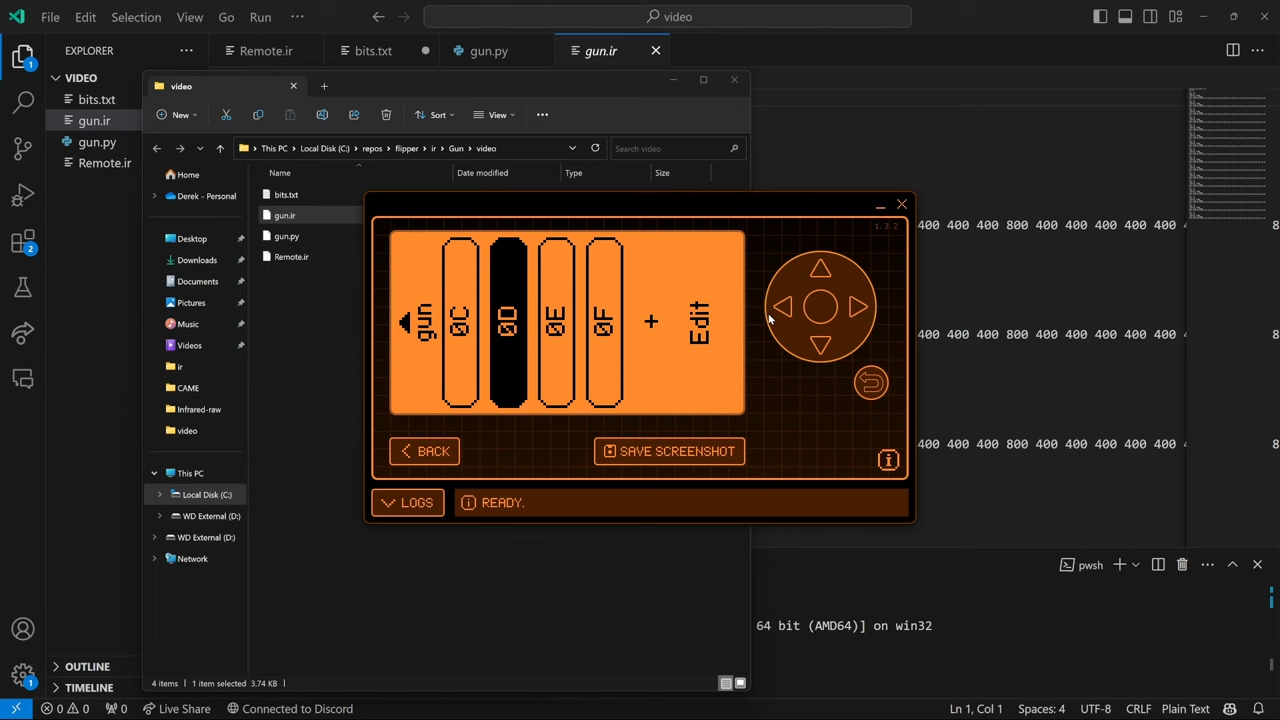 File Edit Selection View Go Run ··· video
EXPLORER ··· Remote.ir bits.txt gun.py gun.ir
VIDEO
bits.txt
gun.ir
gun.py
Remote.ir
OUTLINE
TIMELINE
video
New Sort View ···
This PC > Local Disk (C:) > repos > flipper > ir > Gun > video
Search video
Home
Derek - Personal
Desktop
Downloads
Documents
Pictures
Music
Videos
ir
CAME
Infrared-raw
video
This PC
Local Disk (C:)
WD External (D:)
WD External (D:)
Network
Name Date modified Type Size
bits.txt
gun.ir
gun.py
Remote.ir
4 items 1 item selected 3.74 KB
1.3.2
gun
0C
0D
0E
0F
+
Edit
BACK
SAVE SCREENSHOT
LOGS
READY.
400 400 800 400 400 400 400 400 400
400 400 400 400 400 400 400 400
400 400 400 800 400 400 400 400 400
pwsh
64 bit (AMD64)] on win32
0 0 0 Live Share Connected to Discord Ln 1, Col 1 Spaces: 4 UTF-8 CRLF Plain Text